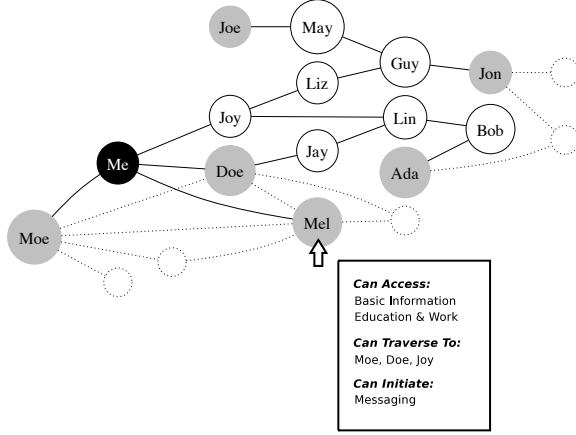 Joe
May
Guy
Jon
Liz
Joy
Lin
Bob
Jay
Me
Doe
Ada
Moe
Mel
Can Access:
Basic Information
Education & Work
Can Traverse To:
Moe, Doe, Joy
Can Initiate:
Messaging